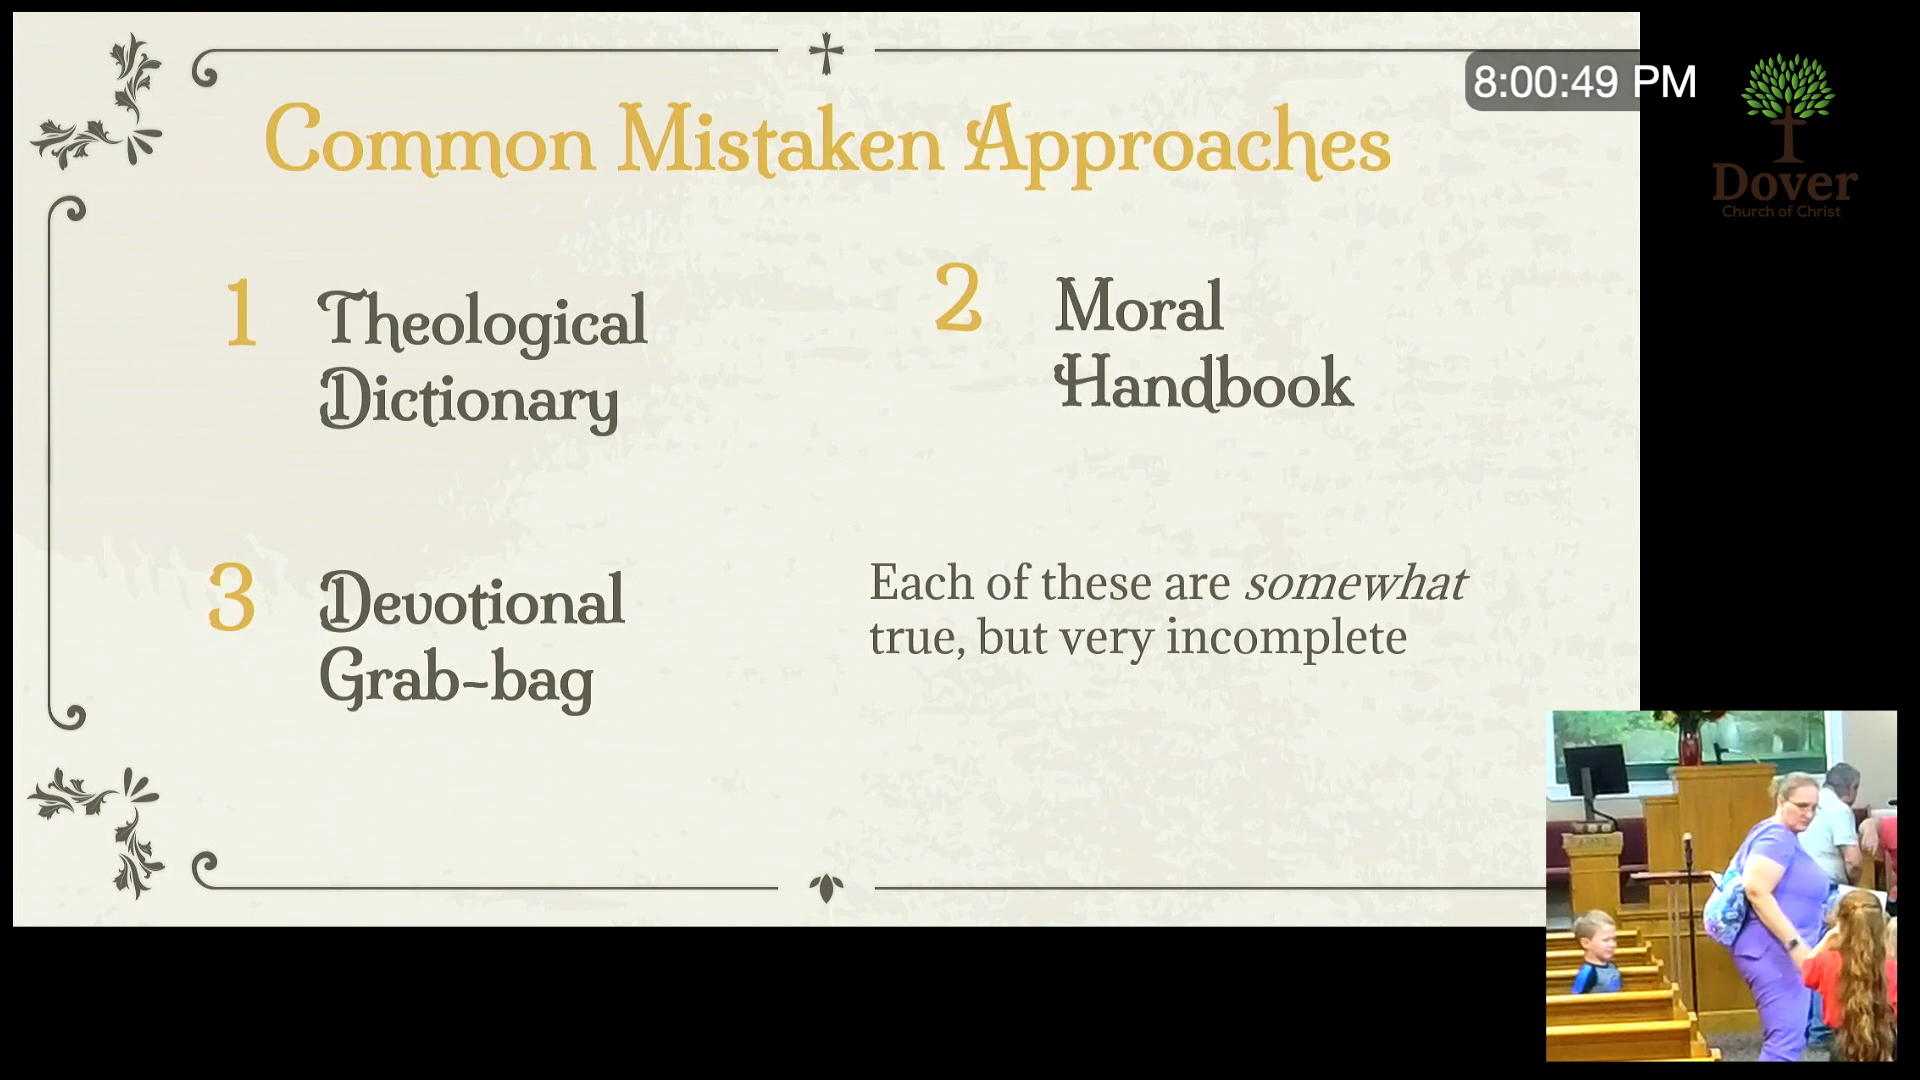 Common Mistaken Approaches
8:00:49 PM
Dover
Church of Christ
1
Theological
Dictionary
2
Moral
Handbook
3
Devotional
Grab-bag
Each of these are somewhat
true, but very incomplete